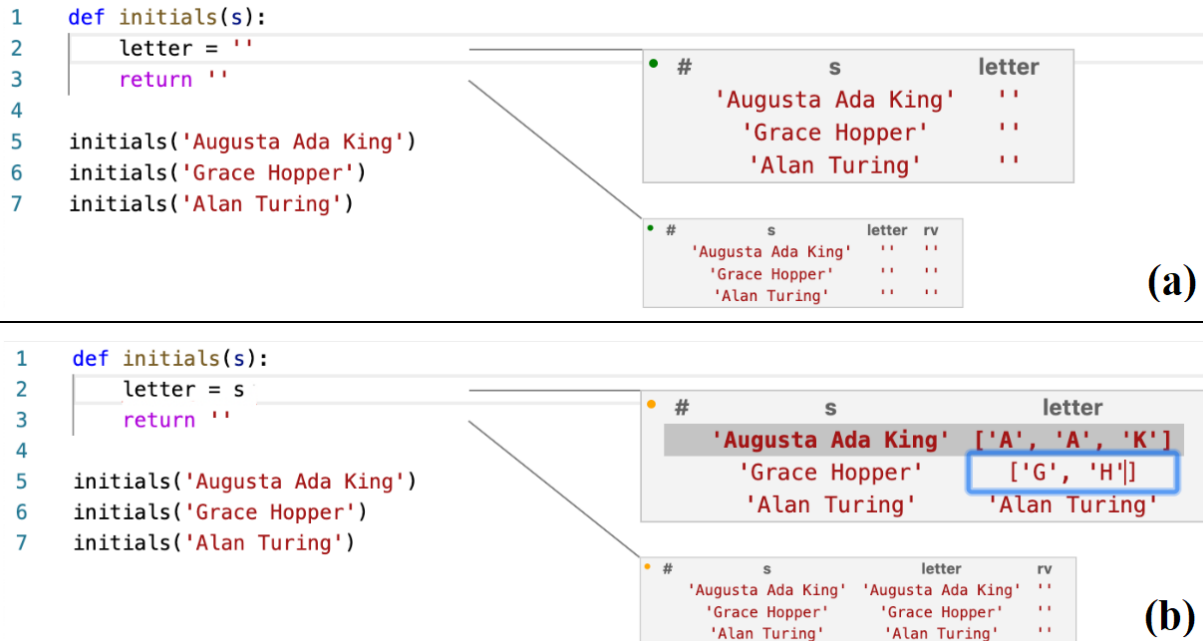 1 def initials(s):
2 letter = ''
3 return ''
4
5 initials('Augusta Ada King')
6 initials('Grace Hopper')
7 initials('Alan Turing')
# s letter
'Augusta Ada King' ''
'Grace Hopper' ''
'Alan Turing' ''
# s letter rv
'Augusta Ada King' '' ''
'Grace Hopper' '' ''
'Alan Turing' '' ''
(a)
1 def initials(s):
2 letter = s
3 return ''
4
5 initials('Augusta Ada King')
6 initials('Grace Hopper')
7 initials('Alan Turing')
# s letter
'Augusta Ada King' ['A', 'A', 'K']
'Grace Hopper' ['G', 'H']
'Alan Turing' 'Alan Turing'
# s letter rv
'Augusta Ada King' 'Augusta Ada King' ''
'Grace Hopper' 'Grace Hopper' ''
'Alan Turing' 'Alan Turing' ''
(b)